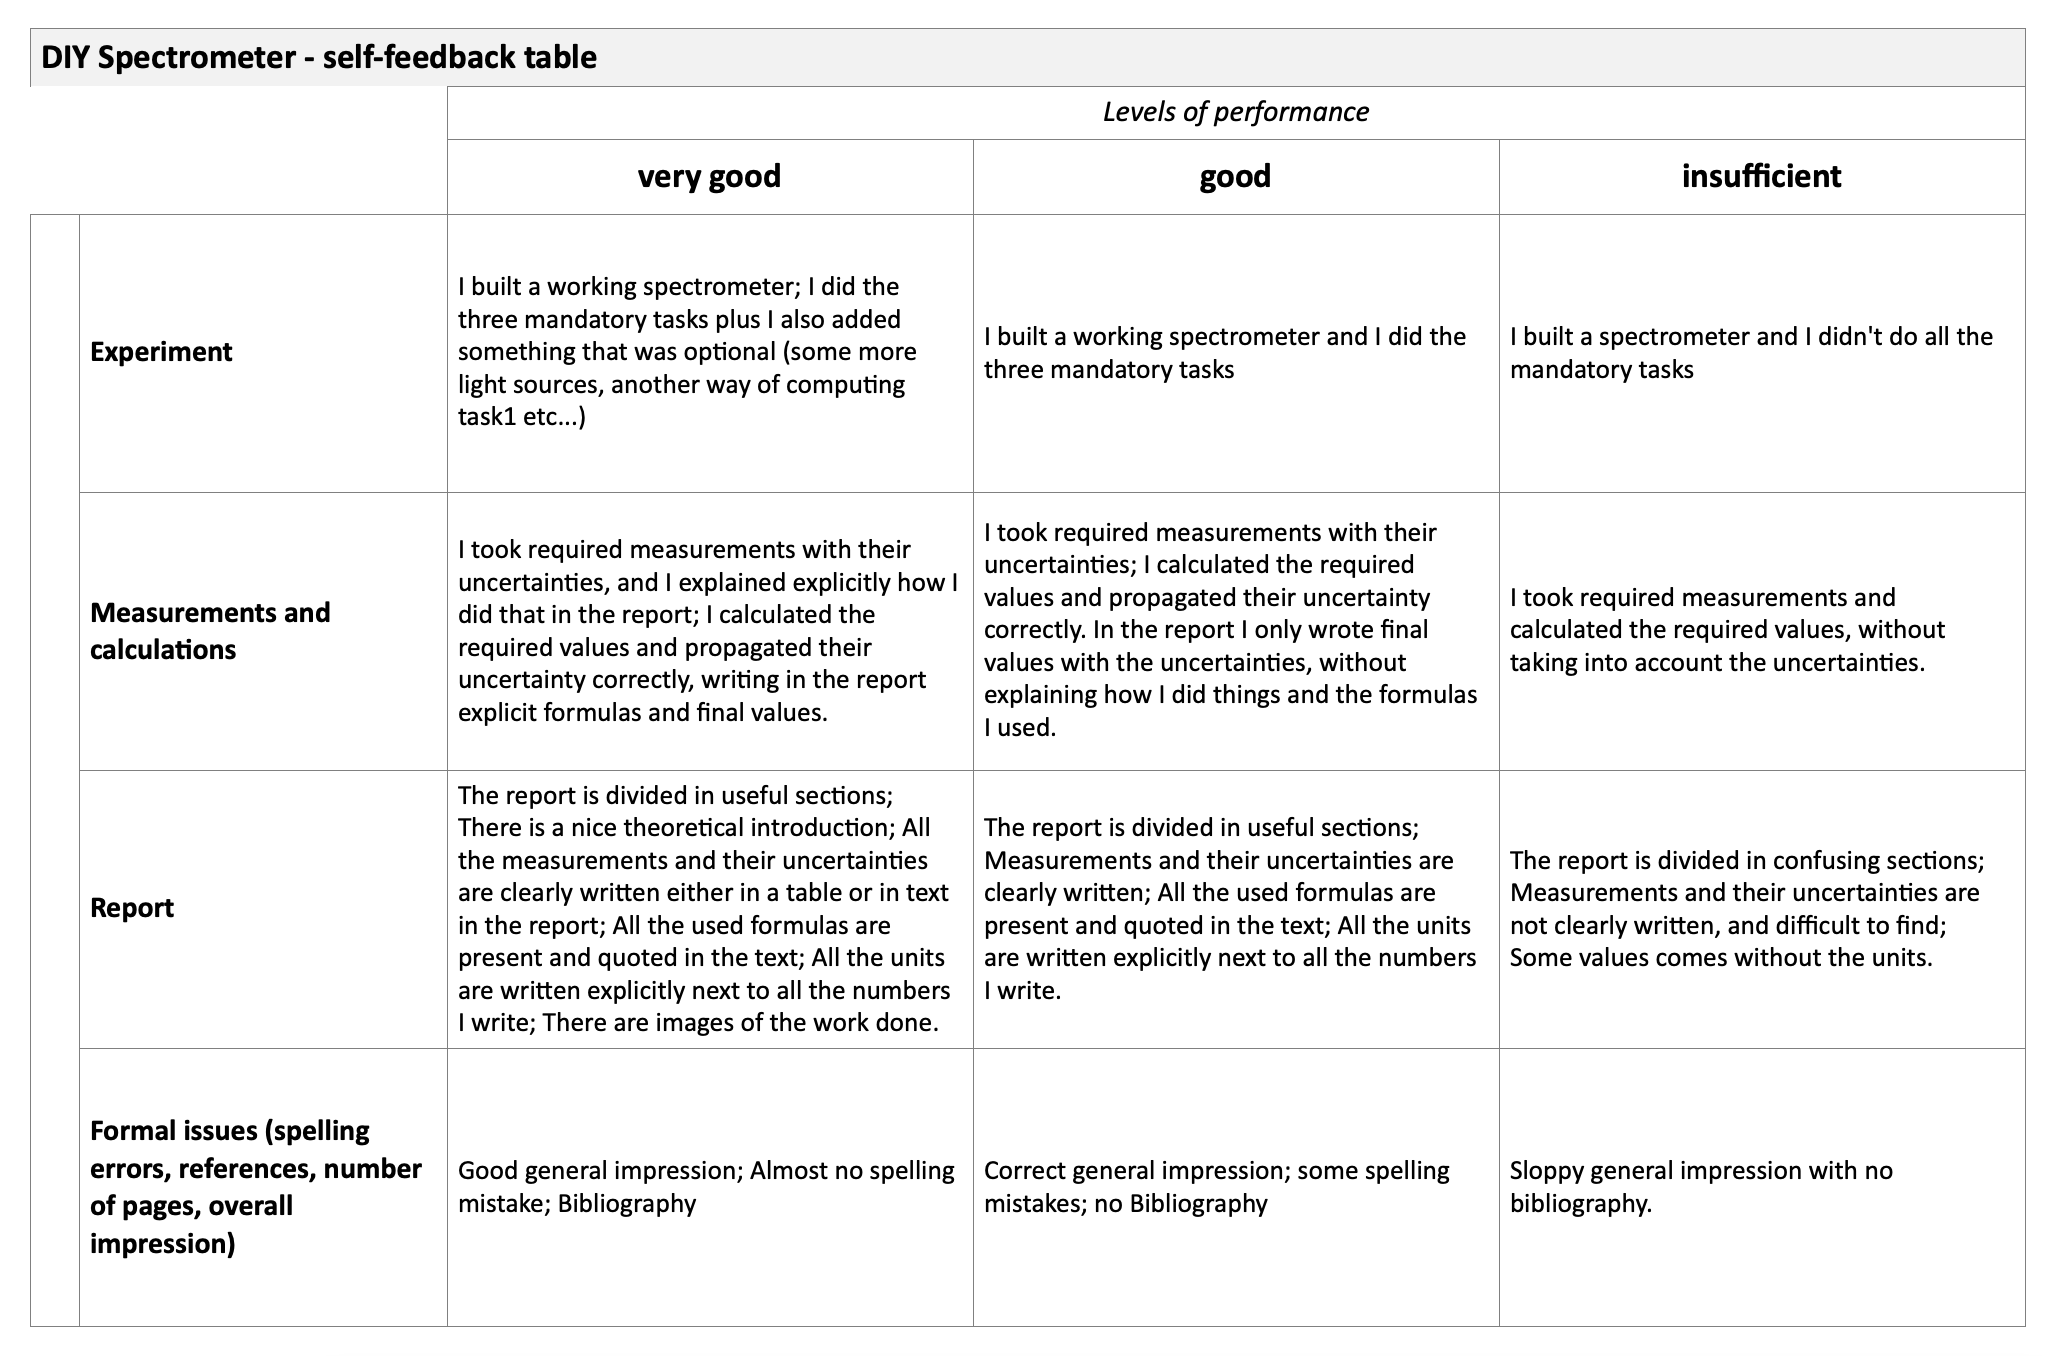 DIY Spectrometer - self-feedback table
Levels of performance
very good
good
insufficient
Experiment
I built a working spectrometer; I did the
three mandatory tasks plus I also added
something that was optional (some more
light sources, another way of computing
task1 etc...)
I built a working spectrometer and I did the
three mandatory tasks
I built a spectrometer and I didn't do all the
mandatory tasks
Measurements and
calculations
I took required measurements with their
uncertainties, and I explained explicitly how I
did that in the report; I calculated the
required values and propagated their
uncertainty correctly, writing in the report
explicit formulas and final values.
I took required measurements with their
uncertainties; I calculated the required
values and propagated their uncertainty
correctly. In the report I only wrote final
values with the uncertainties, without
explaining how I did things and the formulas
I used.
I took required measurements and
calculated the required values, without
taking into account the uncertainties.
Report
The report is divided in useful sections;
There is a nice theoretical introduction; All
the measurements and their uncertainties
are clearly written either in a table or in text
in the report; All the used formulas are
present and quoted in the text; All the units
are written explicitly next to all the numbers
I write; There are images of the work done.
The report is divided in useful sections;
Measurements and their uncertainties are
clearly written; All the used formulas are
present and quoted in the text; All the units
are written explicitly next to all the numbers
I write.
The report is divided in confusing sections;
Measurements and their uncertainties are
not clearly written, and difficult to find;
Some values comes without the units.
Formal issues (spelling
errors, references, number
of pages, overall
impression)
Good general impression; Almost no spelling
mistake; Bibliography
Correct general impression; some spelling
mistakes; no Bibliography
Sloppy general impression with no
bibliography.